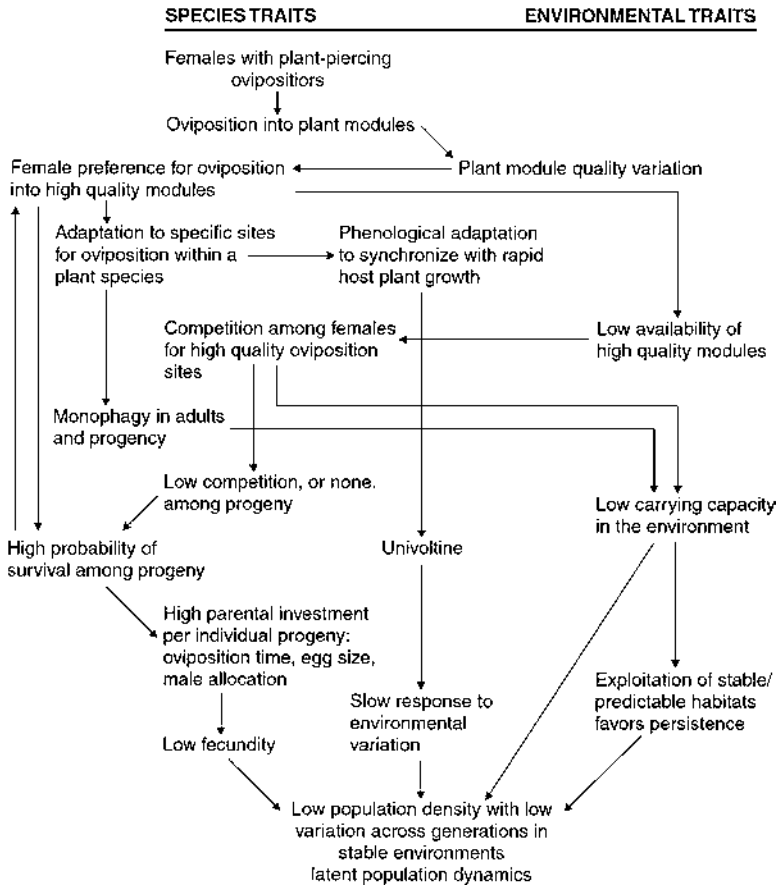 SPECIES TRAITS
ENVIRONMENTAL TRAITS
Females with plant-piercing
ovipositiors
Oviposition into plant modules
Female preference for oviposition
into high quality modules
Plant module quality variation
Adaptation to specific sites
for oviposition within a
plant species
Phenological adaptation
to synchronize with rapid
host plant growth
Competition among females
for high quality oviposition
sites
Low availability of
high quality modules
Monophagy in adults
and progency
Low competition, or none,
among progeny
Low carrying capacity
in the environment
High probability of
survival among progeny
Univoltine
High parental investment
per individual progeny:
oviposition time, egg size,
male allocation
Exploitation of stable/
predictable habitats
favors persistence
Slow response to
environmental
variation
Low fecundity
Low population density with low
variation across generations in
stable environments
latent population dynamics